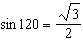 sin 120 = √3/2